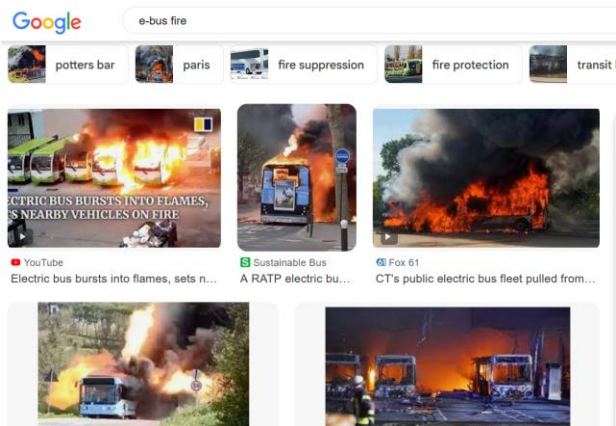 Google
e-bus fire
potters bar
paris
fire suppression
fire protection
transit
ECTRIC BUS BURSTS INTO FLAMES,
S NEARBY VEHICLES ON FIRE
YouTube
Electric bus bursts into flames, sets n...
S Sustainable Bus
A RATP electric bu...
Fox 61
CT's public electric bus fleet pulled from...